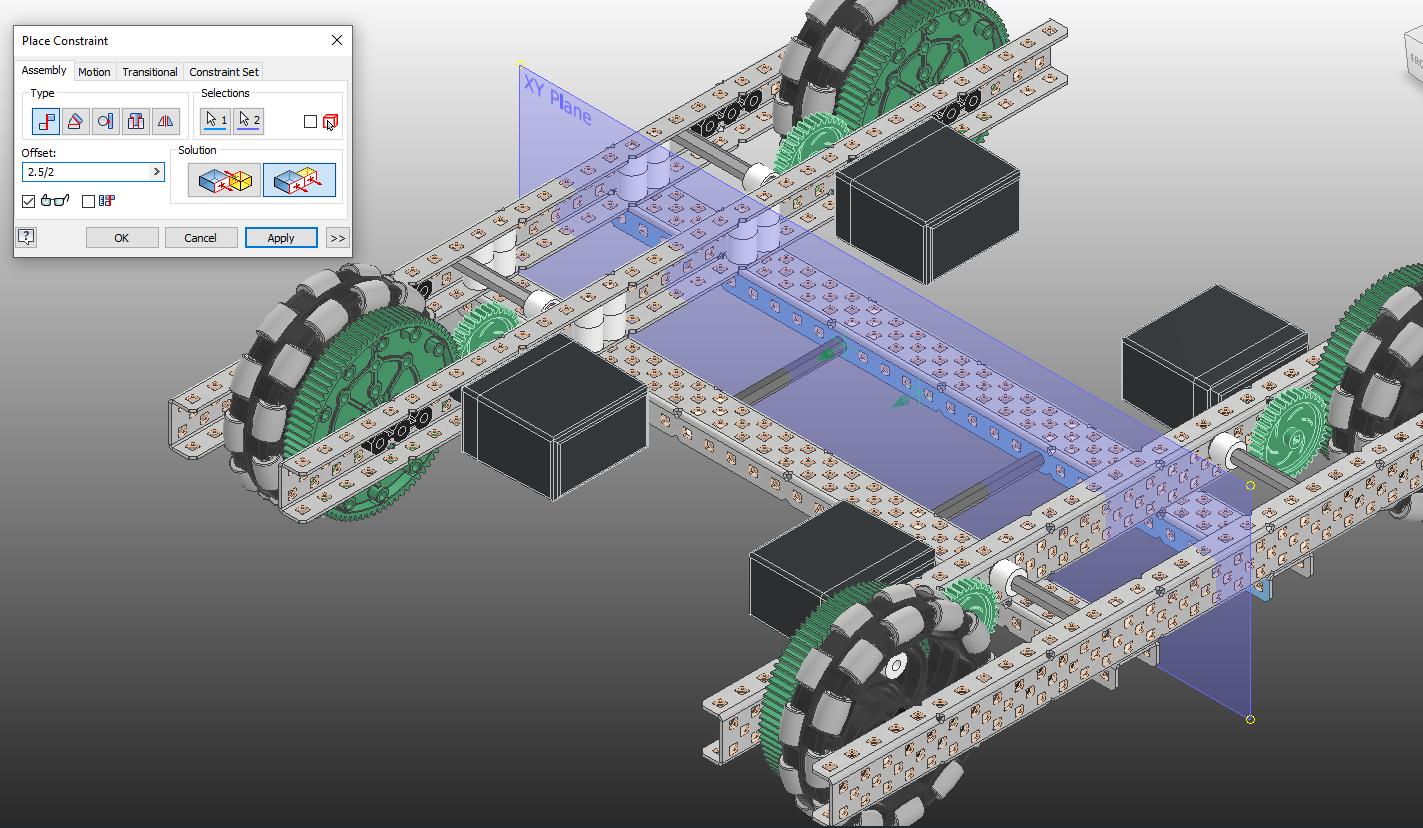 Place Constraint
Assembly Motion Transitional Constraint Set
Type
Selections
1 2
Offset:
Solution
2.5/2 >
?
OK Cancel Apply >>
XY Plane